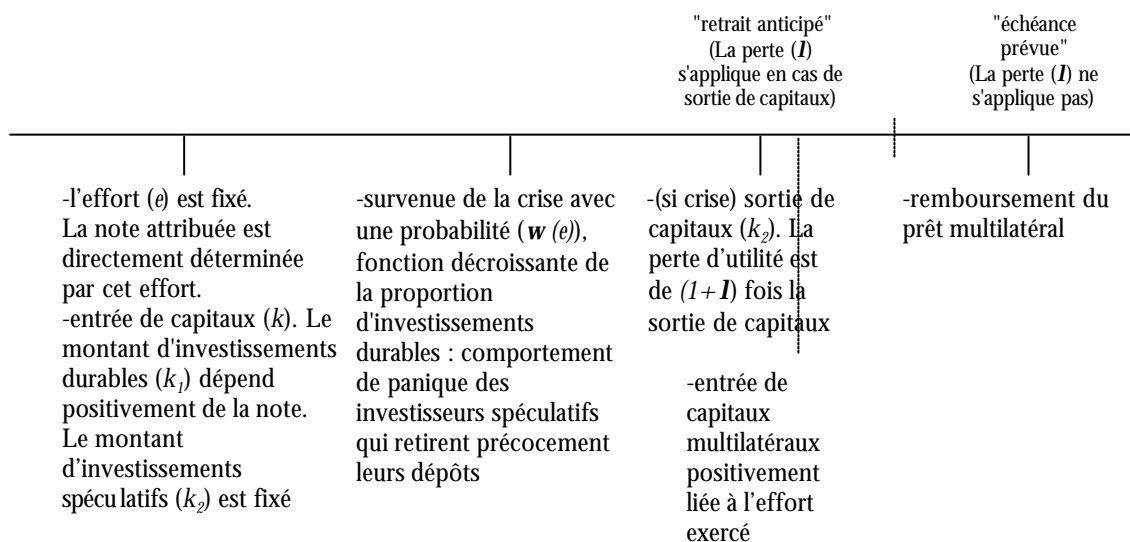 "retrait anticipé"
(La perte (l)
s'applique en cas de
sortie de capitaux)
"échéance
prévue"
(La perte (l) ne
s'applique pas)
-l'effort (e) est fixé.
La note attribuée est
directement déterminée
par cet effort.
-entrée de capitaux (k). Le
montant d'investissements
durables (k₁) dépend
positivement de la note.
Le montant
d'investissements
spéculatifs (k₂) est fixé
-survenue de la crise avec
une probabilité (w (e)),
fonction décroissante de
la proportion
d'investissements
durables : comportement
de panique des
investisseurs spéculatifs
qui retirent précocement
leurs dépôts
-(si crise) sortie de
capitaux (k₂). La
perte d'utilité est
de (1+l) fois la
sortie de capitaux
-entrée de
capitaux
multilatéraux
positivement
liée à l'effort
exercé
-remboursement du
prêt multilatéral